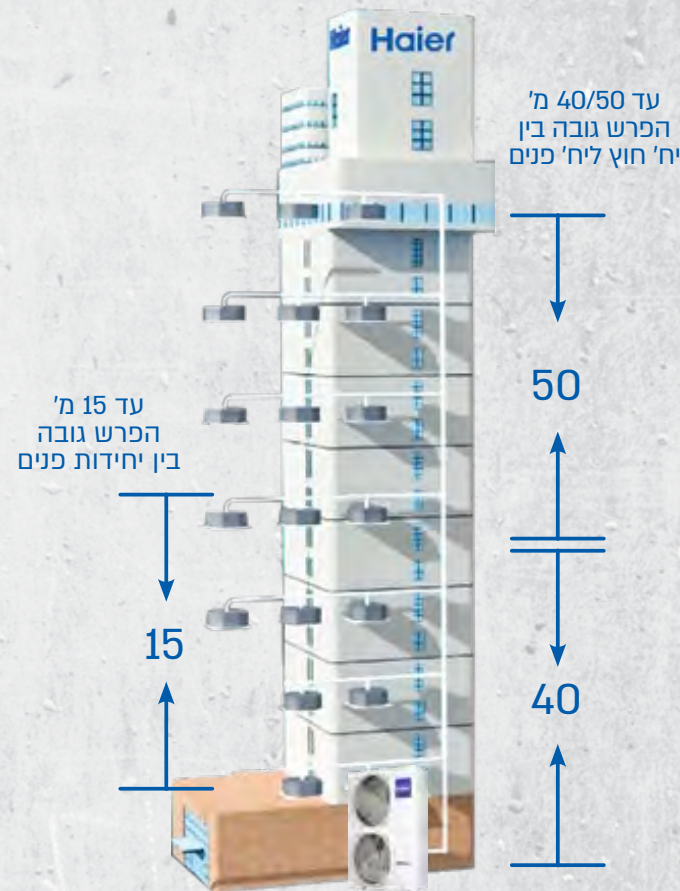 Haier
Haier
עד 40/50 מ'
הפרש גובה בין
יח' חוץ ליח' פנים
50
עד 15 מ'
הפרש גובה
בין יחידות פנים
15
40